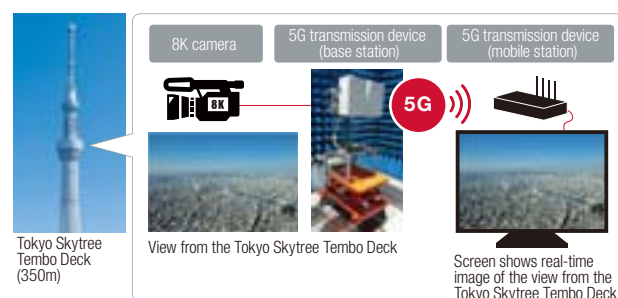 8K camera
5G transmission device
(base station)
5G transmission device
(mobile station)
8K
5G
Tokyo Skytree
Tembo Deck
(350m)
View from the Tokyo Skytree Tembo Deck
Screen shows real-time
image of the view from the
Tokyo Skytree Tembo Deck